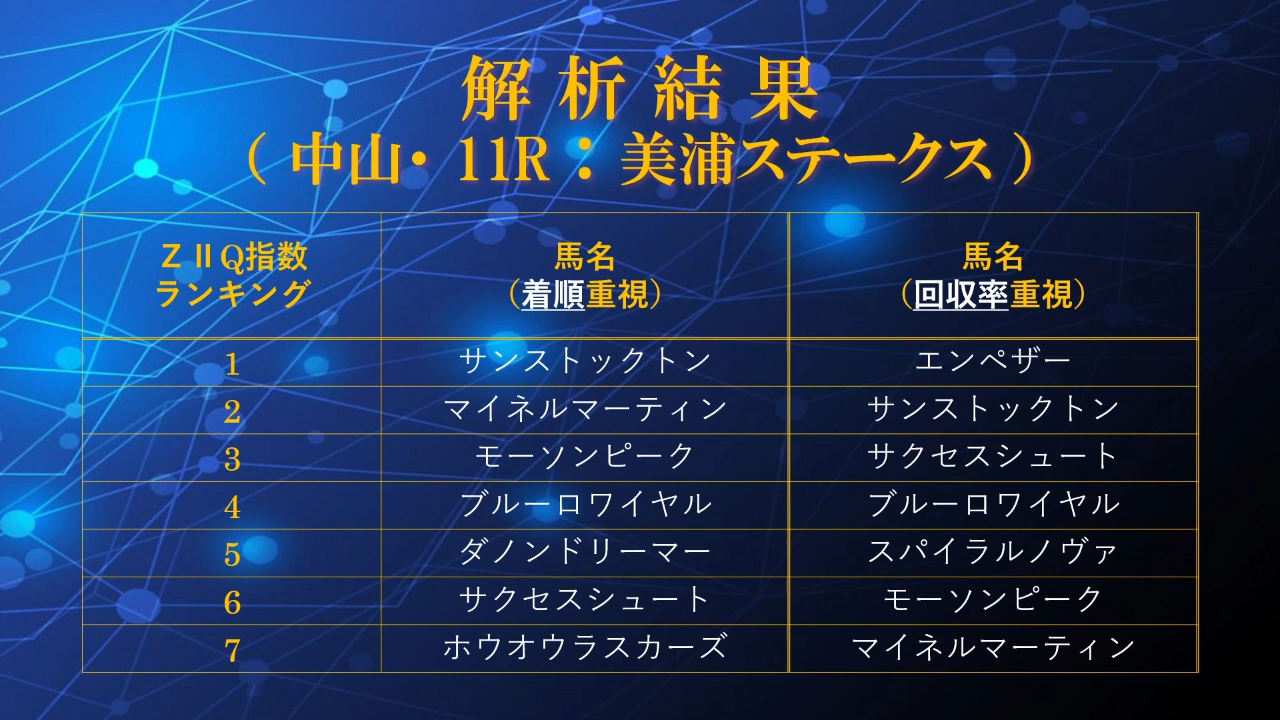 解析結果
（中山・11R：美浦ステークス）
ＺⅡQ指数
ランキング
馬名
（着順重視）
馬名
（回収率重視）
1 サンストックトン エンペザー
2 マイネルマーティン サンストックトン
3 モーソンピーク サクセスシュート
4 ブルーロワイヤル ブルーロワイヤル
5 ダノンドリーマー スパイラルノヴァ
6 サクセスシュート モーソンピーク
7 ホウオウラスカーズ マイネルマーティン